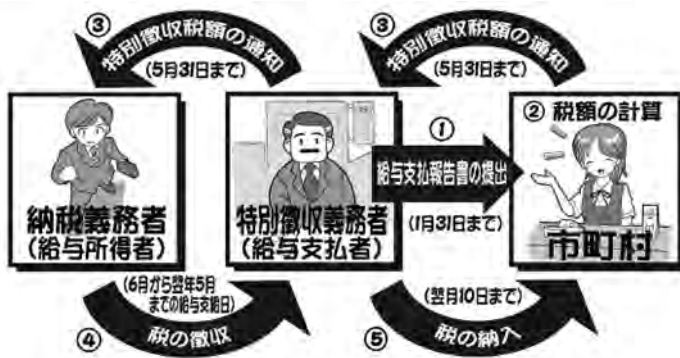 ③
特別徴収税額の通知
(5月31日まで)
③
特別徴収税額の通知
(5月31日まで)
納税義務者
(給与所得者)
特別徴収義務者
(給与支払者)
①
給与支払報告書の提出
(1月31日まで)
② 税額の計算
市町村
(6月から翌年5月
までの給与支給日)
④
税の徴収
(翌月10日まで)
⑤
税の納入